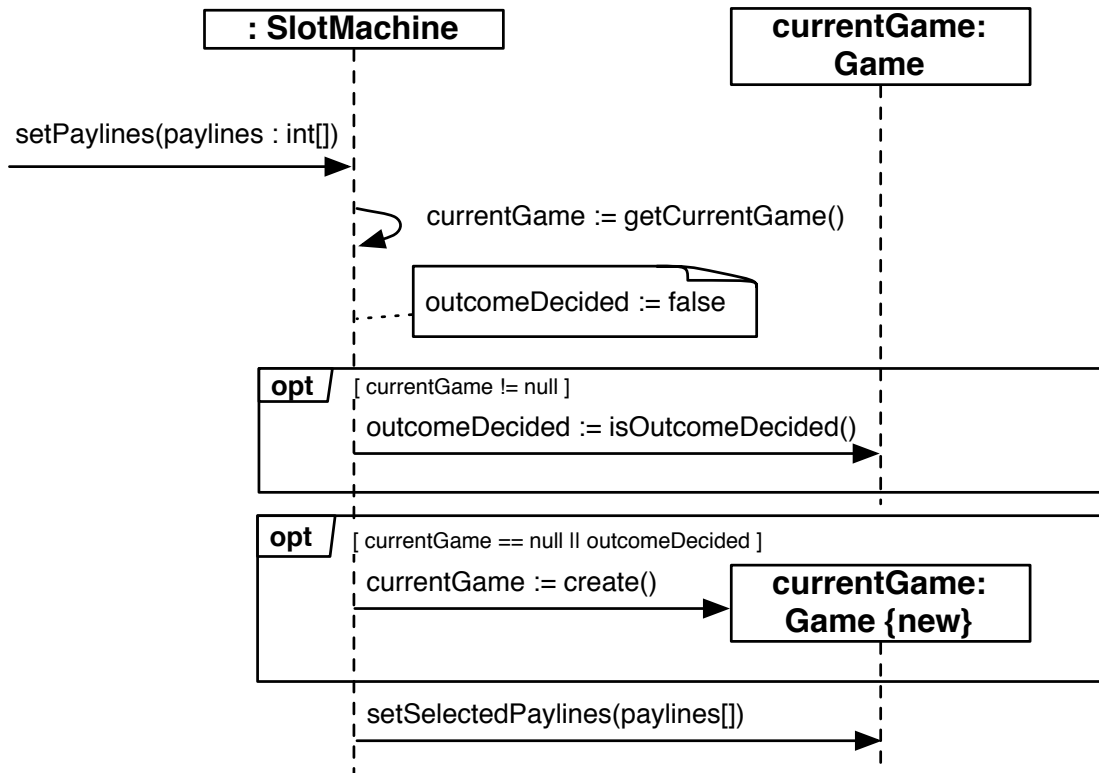 : SlotMachine
currentGame:
Game
setPaylines(paylines : int[])
currentGame := getCurrentGame()
outcomeDecided := false
opt
[ currentGame != null ]
outcomeDecided := isOutcomeDecided()
opt
[ currentGame == null || outcomeDecided ]
currentGame := create()
currentGame:
Game {new}
setSelectedPaylines(paylines[])